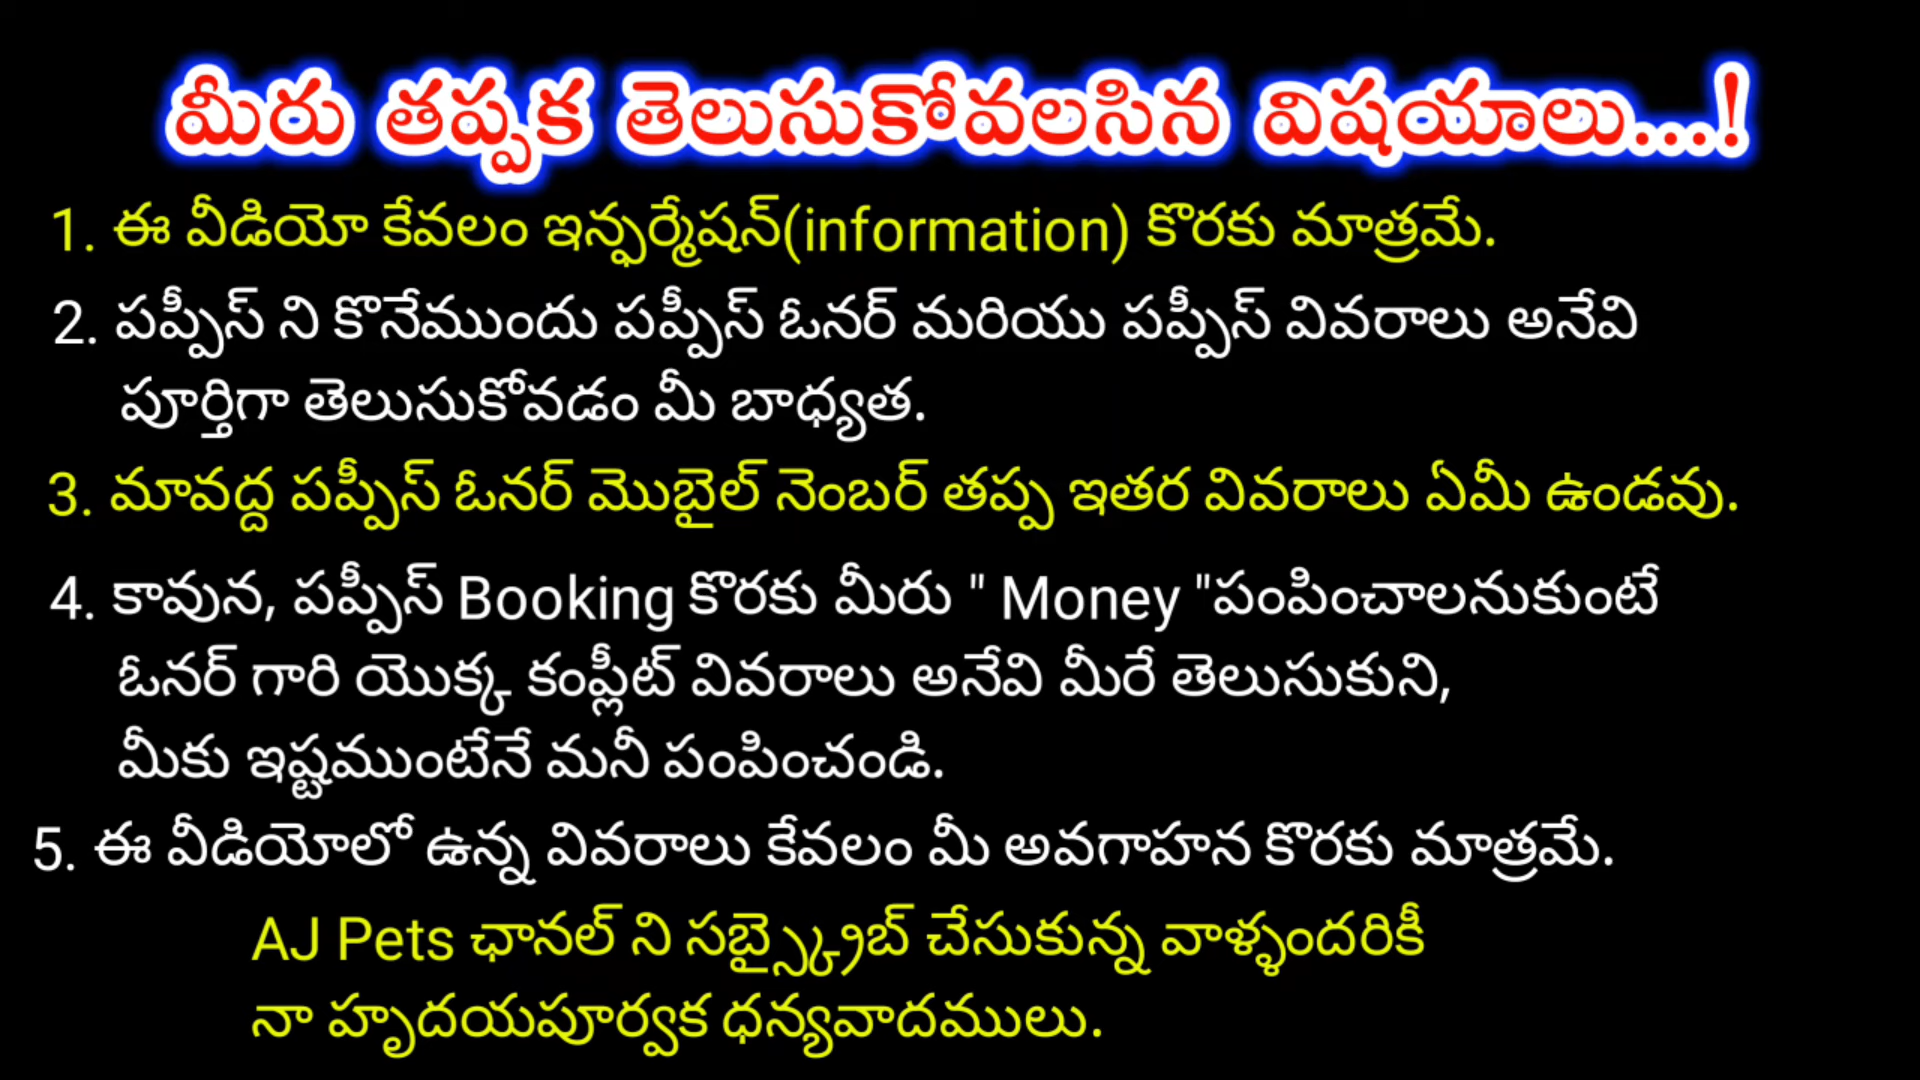 మీరు తప్పక తెలుసుకోవలసిన విషయాలు...!
1. ఈ వీడియో కేవలం ఇన్ఫర్మేషన్(information) కొరకు మాత్రమే.
2. పప్పీస్ ని కొనేముందు పప్పీస్ ఓనర్ మరియు పప్పీస్ వివరాలు అనేవి
పూర్తిగా తెలుసుకోవడం మీ బాధ్యత.
3. మావద్ద పప్పీస్ ఓనర్ మొబైల్ నెంబర్ తప్ప ఇతర వివరాలు ఏమీ ఉండవు.
4. కావున, పప్పీస్ Booking కొరకు మీరు " Money "పంపించాలనుకుంటే
ఓనర్ గారి యొక్క కంప్లీట్ వివరాలు అనేవి మీరే తెలుసుకుని,
మీకు ఇష్టముంటేనే మనీ పంపించండి.
5. ఈ వీడియోలో ఉన్న వివరాలు కేవలం మీ అవగాహన కొరకు మాత్రమే.
AJ Pets ఛానల్ ని సబ్స్క్రైబ్ చేసుకున్న వాళ్ళందరికీ
నా హృదయపూర్వక ధన్యవాదములు.